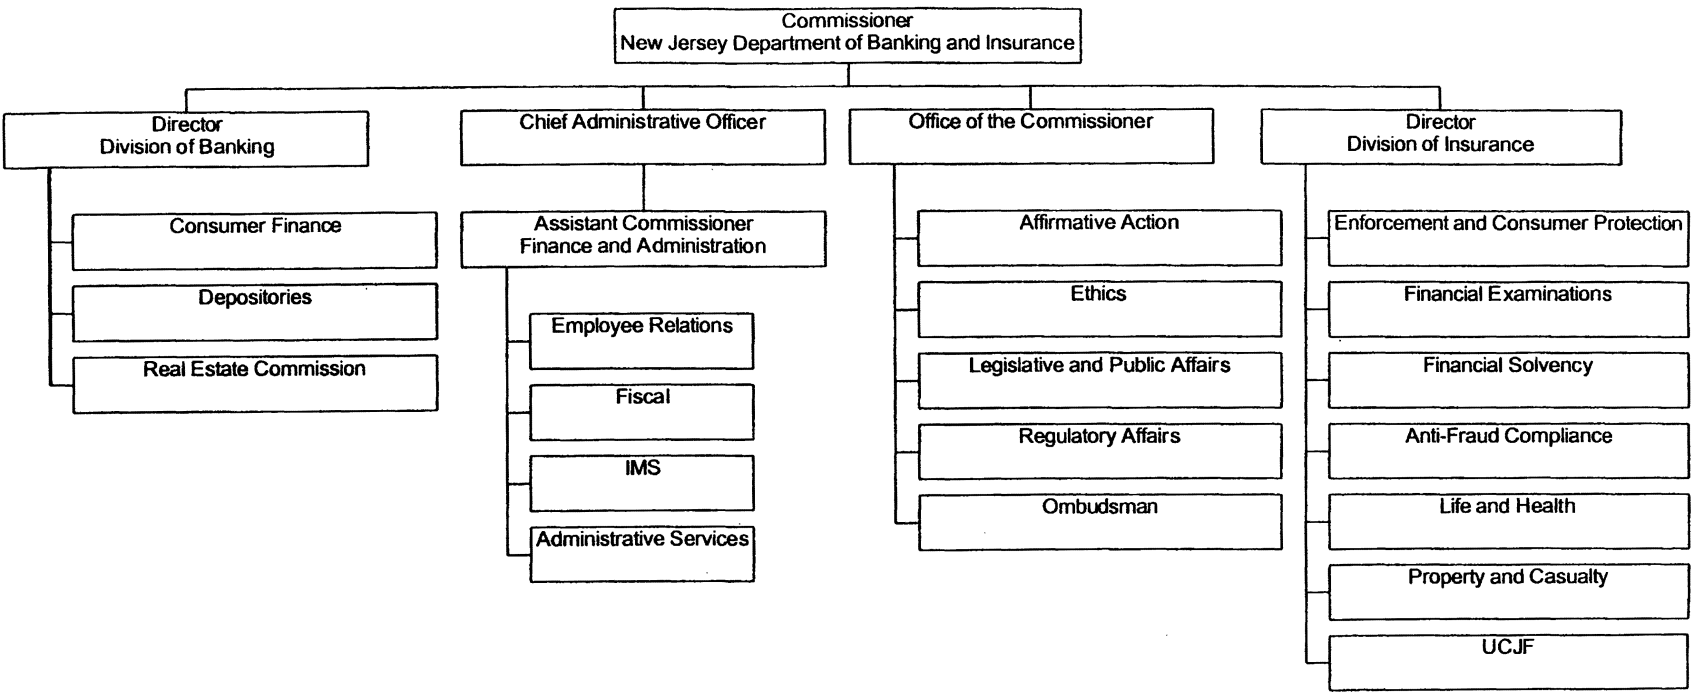 Commissioner
New Jersey Department of Banking and Insurance
Director
Division of Banking
Consumer Finance
Depositories
Real Estate Commission
Chief Administrative Officer
Assistant Commissioner
Finance and Administration
Employee Relations
Fiscal
IMS
Administrative Services
Office of the Commissioner
Affirmative Action
Ethics
Legislative and Public Affairs
Regulatory Affairs
Ombudsman
Director
Division of Insurance
Enforcement and Consumer Protection
Financial Examinations
Financial Solvency
Anti-Fraud Compliance
Life and Health
Property and Casualty
UCJF